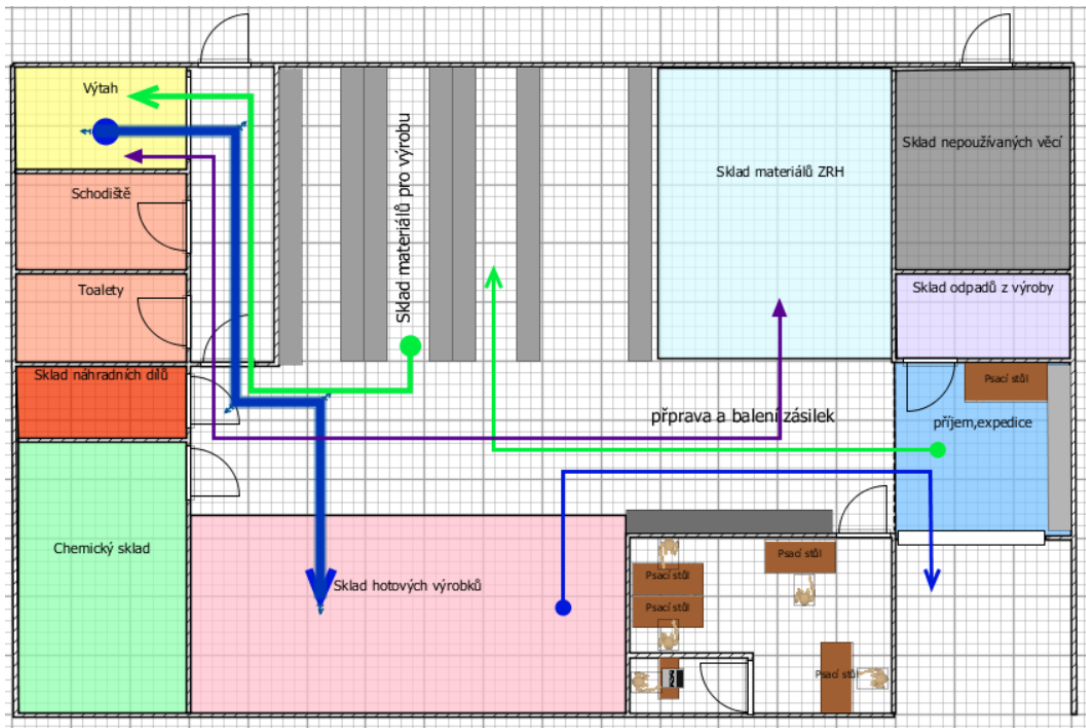 Výtah
Schodiště
Toalety
Sklad náhradních dílů
Chemický sklad
Sklad materiálů pro výrobu
Sklad materiálů ZRH
Sklad nepoužívaných věcí
Sklad odpadů z výroby
Psací stůl
příjem,expedice
přprava a balení zásilek
Sklad hotových výrobků
Psací stůl
Psací stůl
Psací stůl
Psací stůl